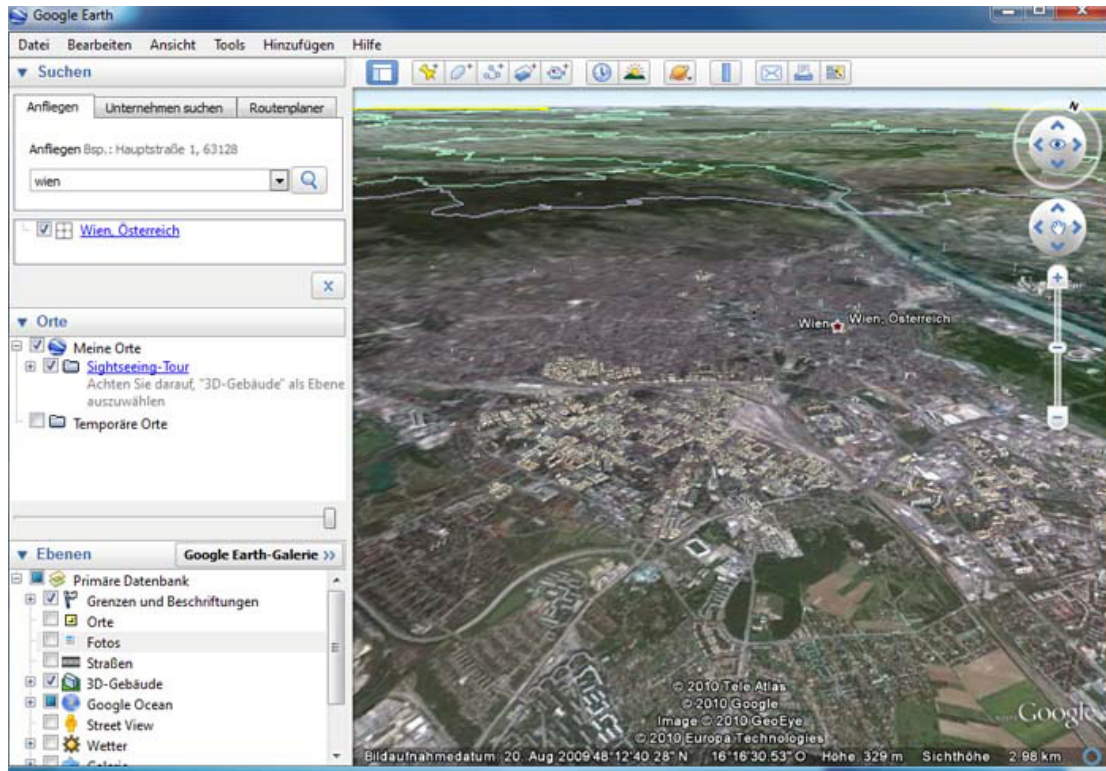 Google Earth
Datei Bearbeiten Ansicht Tools Hinzufügen Hilfe
Suchen
Anfliegen Unternehmen suchen Routenplaner
Anfliegen Bsp.: Hauptstraße 1, 63128
wien
Wien, Österreich
Orte
Meine Orte
Sightseeing-Tour
Achten Sie darauf, "3D-Gebäude" als Ebene
auszuwählen
Temporäre Orte
Ebenen Google Earth-Galerie >>
Primäre Datenbank
Grenzen und Beschriftungen
Orte
Fotos
Straßen
3D-Gebäude
Google Ocean
Street View
Wetter
Galerie
N
Wien Wien, Österreich
© 2010 Tele Atlas
© 2010 Google
Image © 2010 GeoEye
© 2010 Europa Technologies
Google
Bildaufnahmedatum: 20. Aug 2009 48°12'40.28" N 16°16'30.53" O Höhe 329 m Sichthöhe 2.98 km